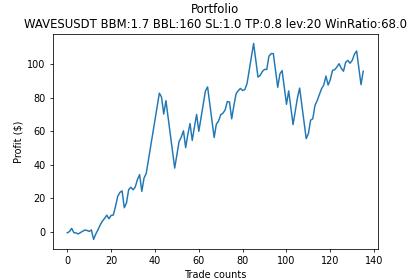 Portfolio
WAVESUSDT BBM:1.7 BBL:160 SL:1.0 TP:0.8 lev:20 WinRatio:68.0
100
80
60
40
20
0
Profit ($)
0 20 40 60 80 100 120 140
Trade counts